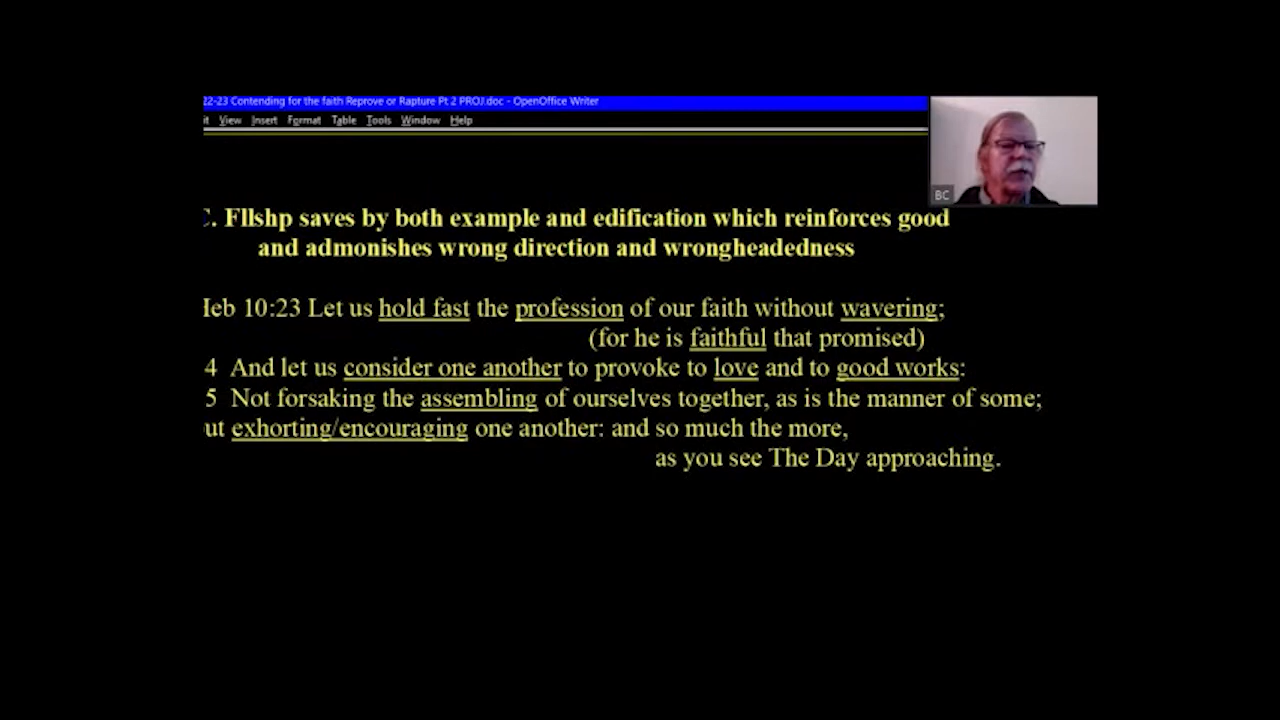 22-23 Contending for the faith Reprove or Rapture Pt 2 PROJ.doc - OpenOffice Writer
it View Insert Format Table Tools Window Help
BC
C. Fllshp saves by both example and edification which reinforces good
and admonishes wrong direction and wrongheadedness
Heb 10:23 Let us hold fast the profession of our faith without wavering;
(for he is faithful that promised)
4 And let us consider one another to provoke to love and to good works:
5 Not forsaking the assembling of ourselves together, as is the manner of some;
ut exhorting/encouraging one another: and so much the more,
as you see The Day approaching.